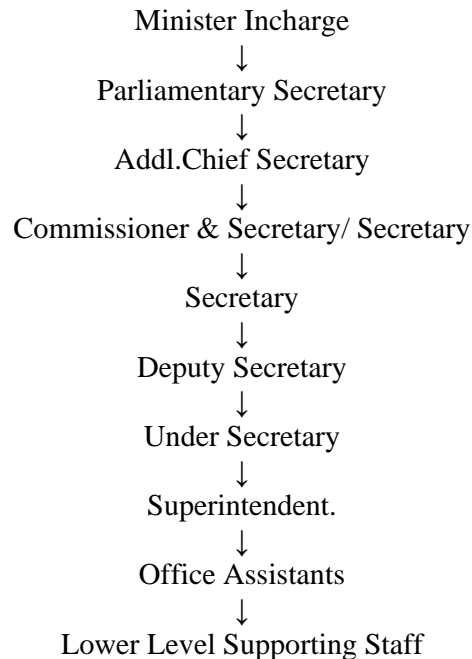 Minister Incharge
↓
Parliamentary Secretary
↓
Addl.Chief Secretary
↓
Commissioner & Secretary/ Secretary
↓
Secretary
↓
Deputy Secretary
↓
Under Secretary
↓
Superintendent.
↓
Office Assistants
↓
Lower Level Supporting Staff